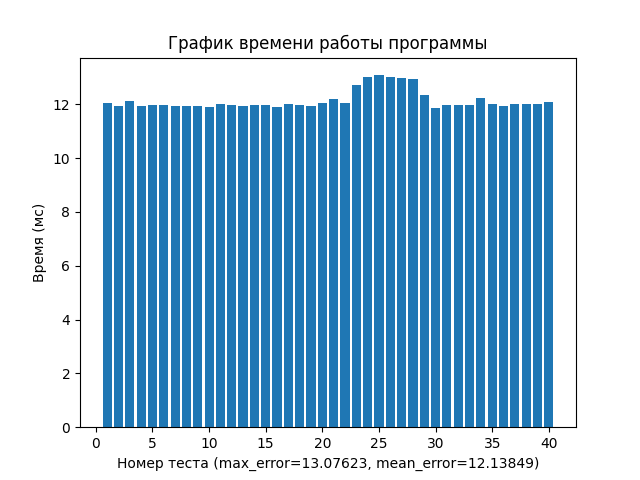 График времени работы программы
12
10
8
6
4
2
0
Время (мс)
0 5 10 15 20 25 30 35 40
Номер теста (max_error=13.07623, mean_error=12.13849)